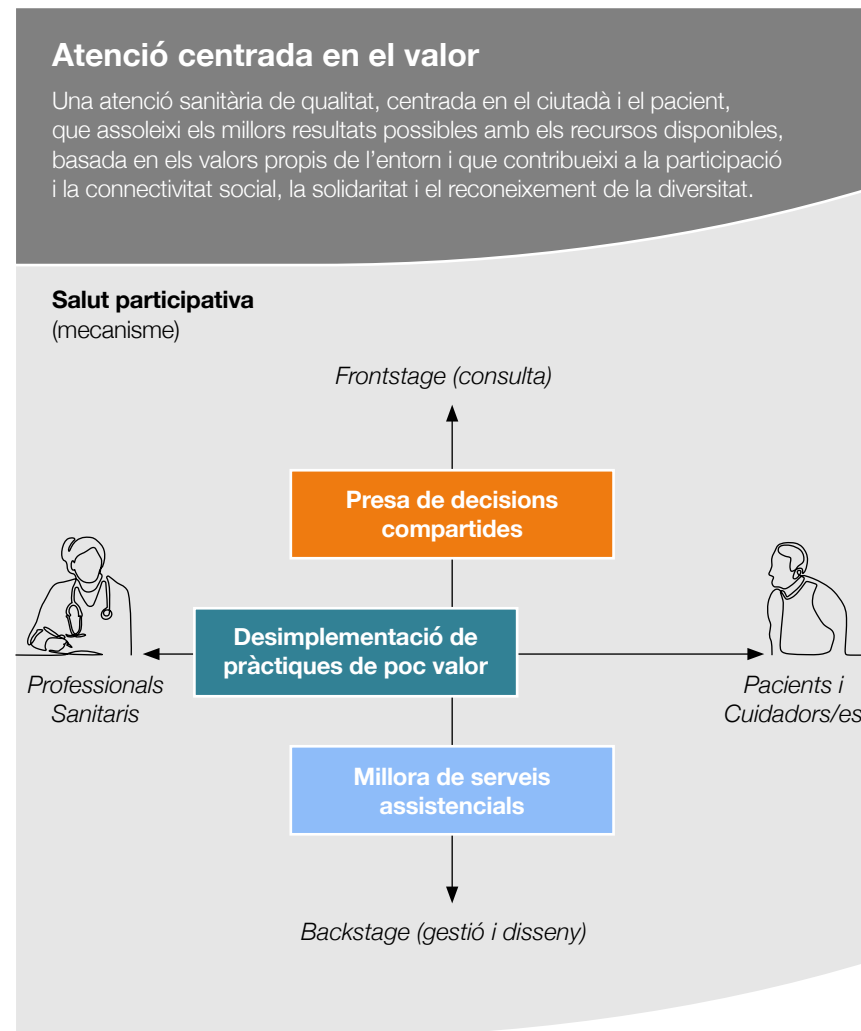 Atenció centrada en el valor
Una atenció sanitària de qualitat, centrada en el ciutadà i el pacient,
que assoleixi els millors resultats possibles amb els recursos disponibles,
basada en els valors propis de l’entorn i que contribueixi a la participació
i la connectivitat social, la solidaritat i el reconeixement de la diversitat.
Salut participativa
(mecanisme)
Frontstage (consulta)
Presa de decisions
compartides
Desimplementació de
pràctiques de poc valor
Professionals
Sanitaris
Pacients i
Cuidadors/es
Millora de serveis
assistencials
Backstage (gestió i disseny)